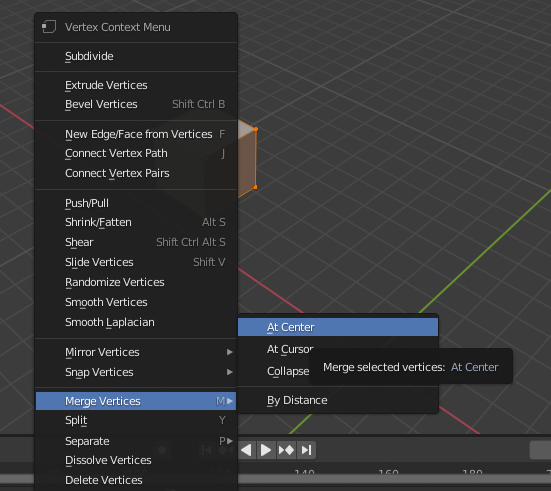 Vertex Context Menu
Subdivide
Extrude Vertices
Bevel Vertices Shift Ctrl B
New Edge/Face from Vertices F
Connect Vertex Path J
Connect Vertex Pairs
Push/Pull
Shrink/Fatten Alt S
Shear Shift Ctrl Alt S
Slide Vertices Shift V
Randomize Vertices
Smooth Vertices
Smooth Laplacian
Mirror Vertices
Snap Vertices
Merge Vertices M
Split Y
Separate P
Dissolve Vertices
Delete Vertices
At Center
At Cursor
Collapse
By Distance
Merge selected vertices: At Center
140 160 180